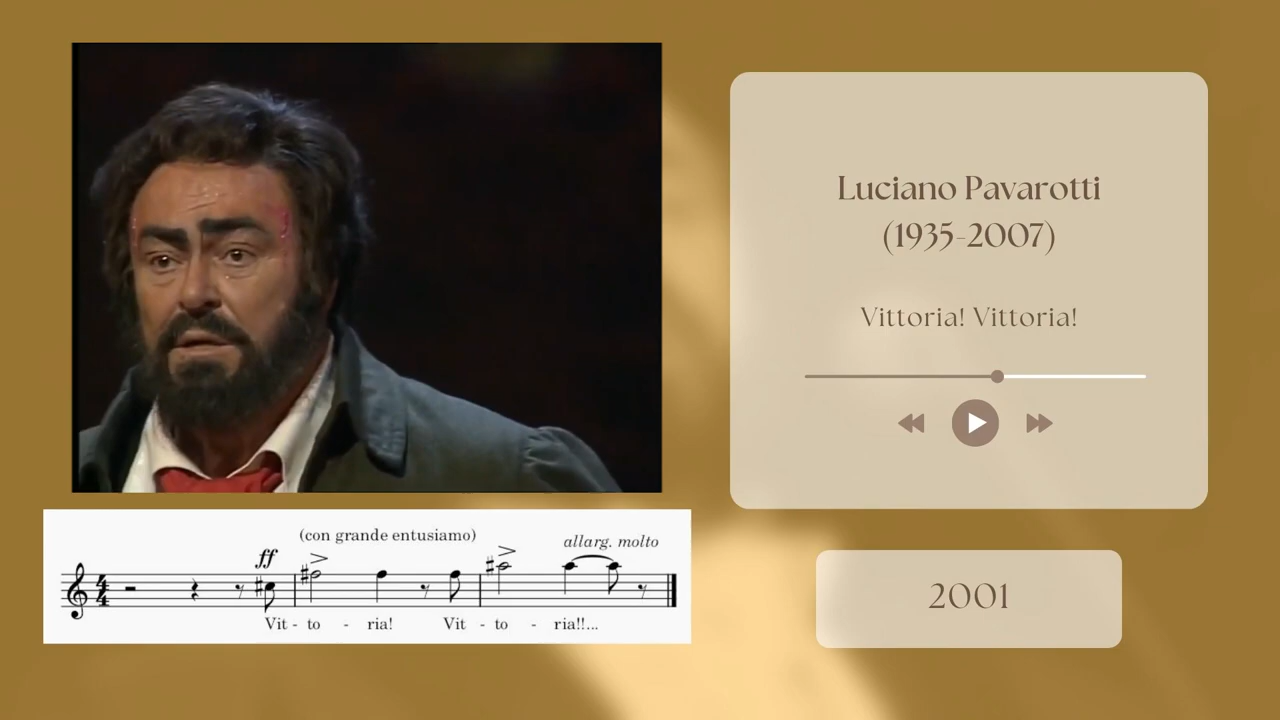 Luciano Pavarotti
(1935-2007)
Vittoria! Vittoria!
(con grande entusiamo)
ff
allarg. molto
Vit - to - ria! Vit - to - ria!!...
2001